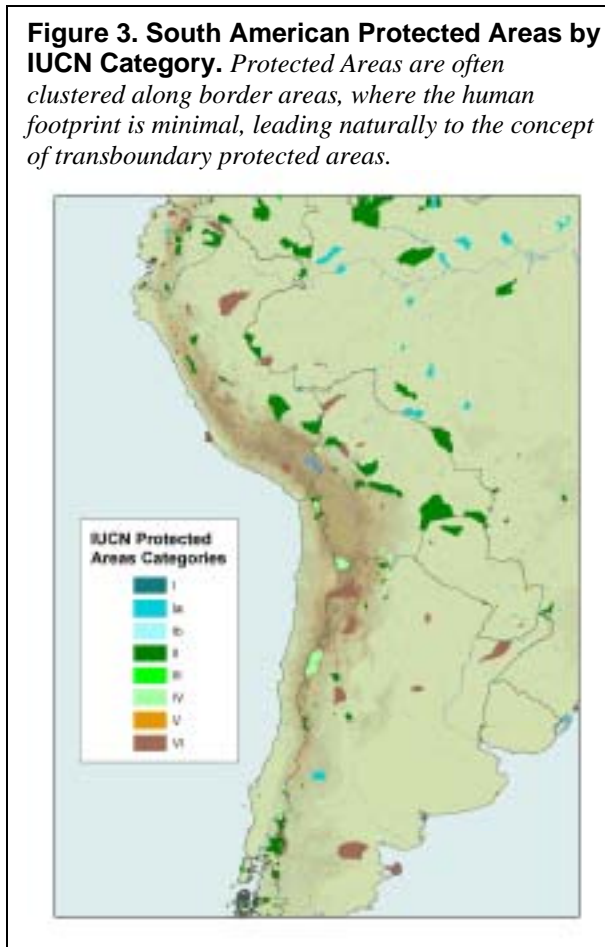 Figure 3. South American Protected Areas by
IUCN Category. Protected Areas are often
clustered along border areas, where the human
footprint is minimal, leading naturally to the concept
of transboundary protected areas.
IUCN Protected
Areas Categories
I
Ia
Ib
II
III
IV
V
VI